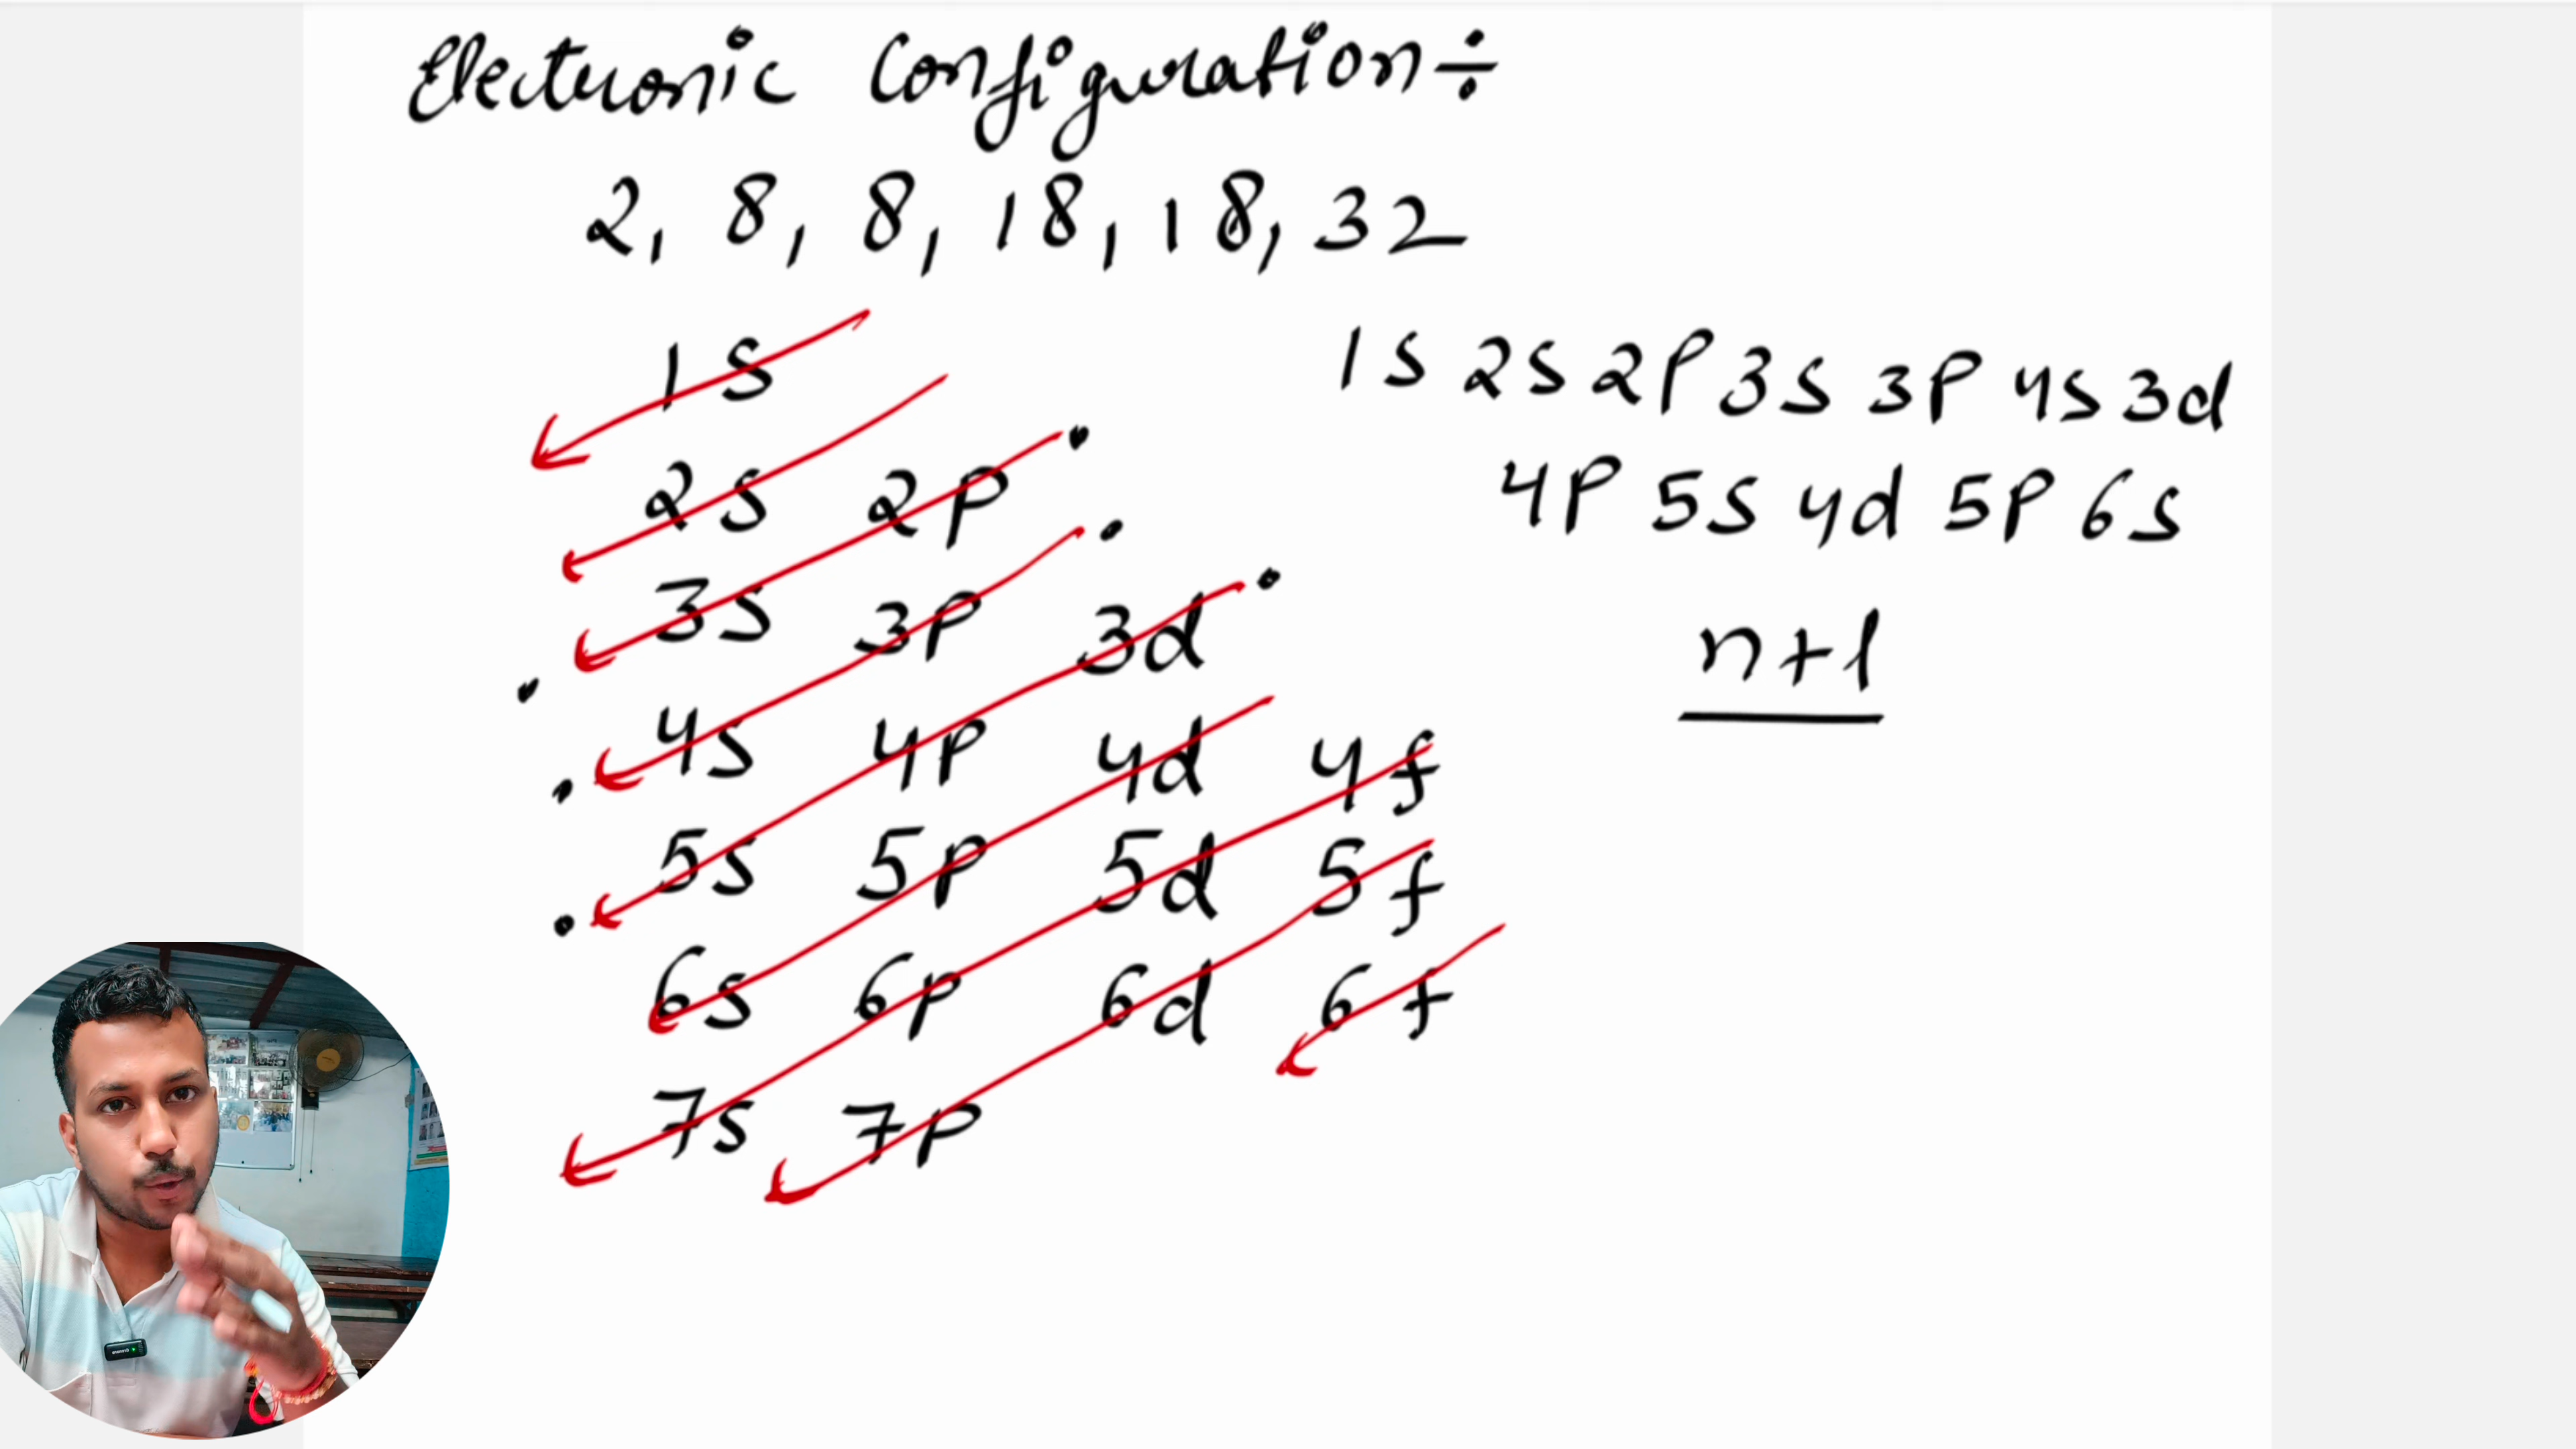 Electronic Configuration ÷
2, 8, 8, 18, 18, 32
1s
2s 2p
3s 3p 3d
4s 4p 4d 4f
5s 5p 5d 5f
6s 6p 6d 6f
7s 7p
1s 2s 2p 3s 3p 4s 3d
4p 5s 4d 5p 6s
n+l